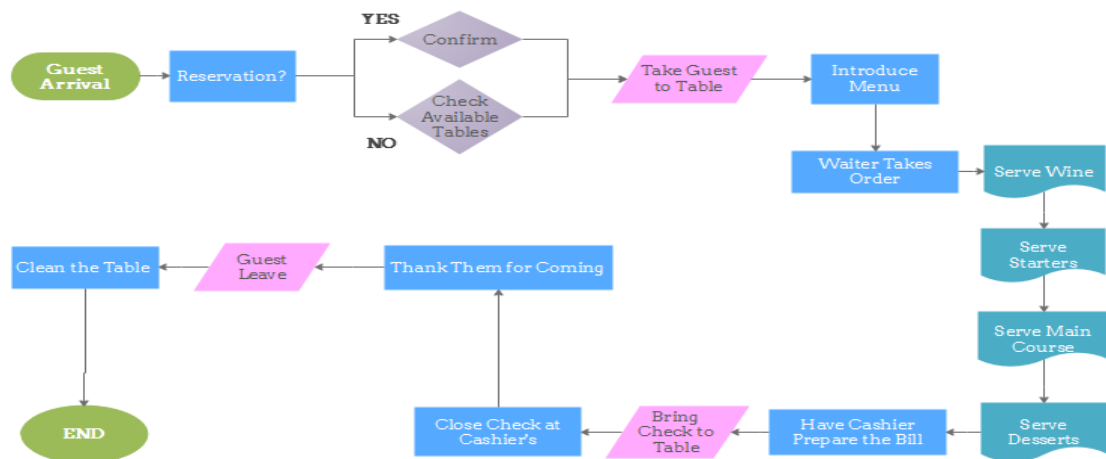 YES
Confirm
Guest
Arrival
Reservation?
Check
Available
Tables
NO
Take Guest
to Table
Introduce
Menu
Waiter Takes
Order
Serve Wine
Serve
Starters
Serve Main
Course
Serve
Desserts
Have Cashier
Prepare the Bill
Bring
Check to
Table
Close Check at
Cashier's
Thank Them for Coming
Guest
Leave
Clean the Table
END